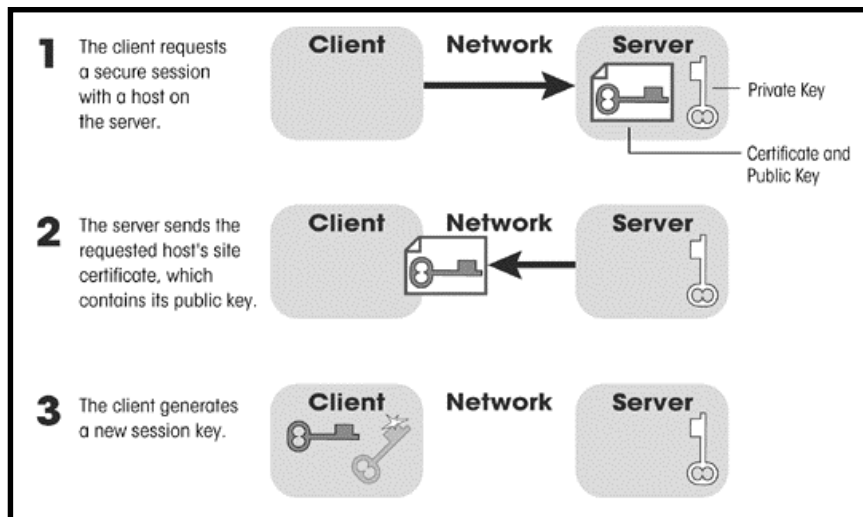 1
The client requests
a secure session
with a host on
the server.
Client
Network
Server
Private Key
Certificate and
Public Key
2
The server sends the
requested host's site
certificate, which
contains its public key.
Client
Network
Server
3
The client generates
a new session key.
Client
Network
Server